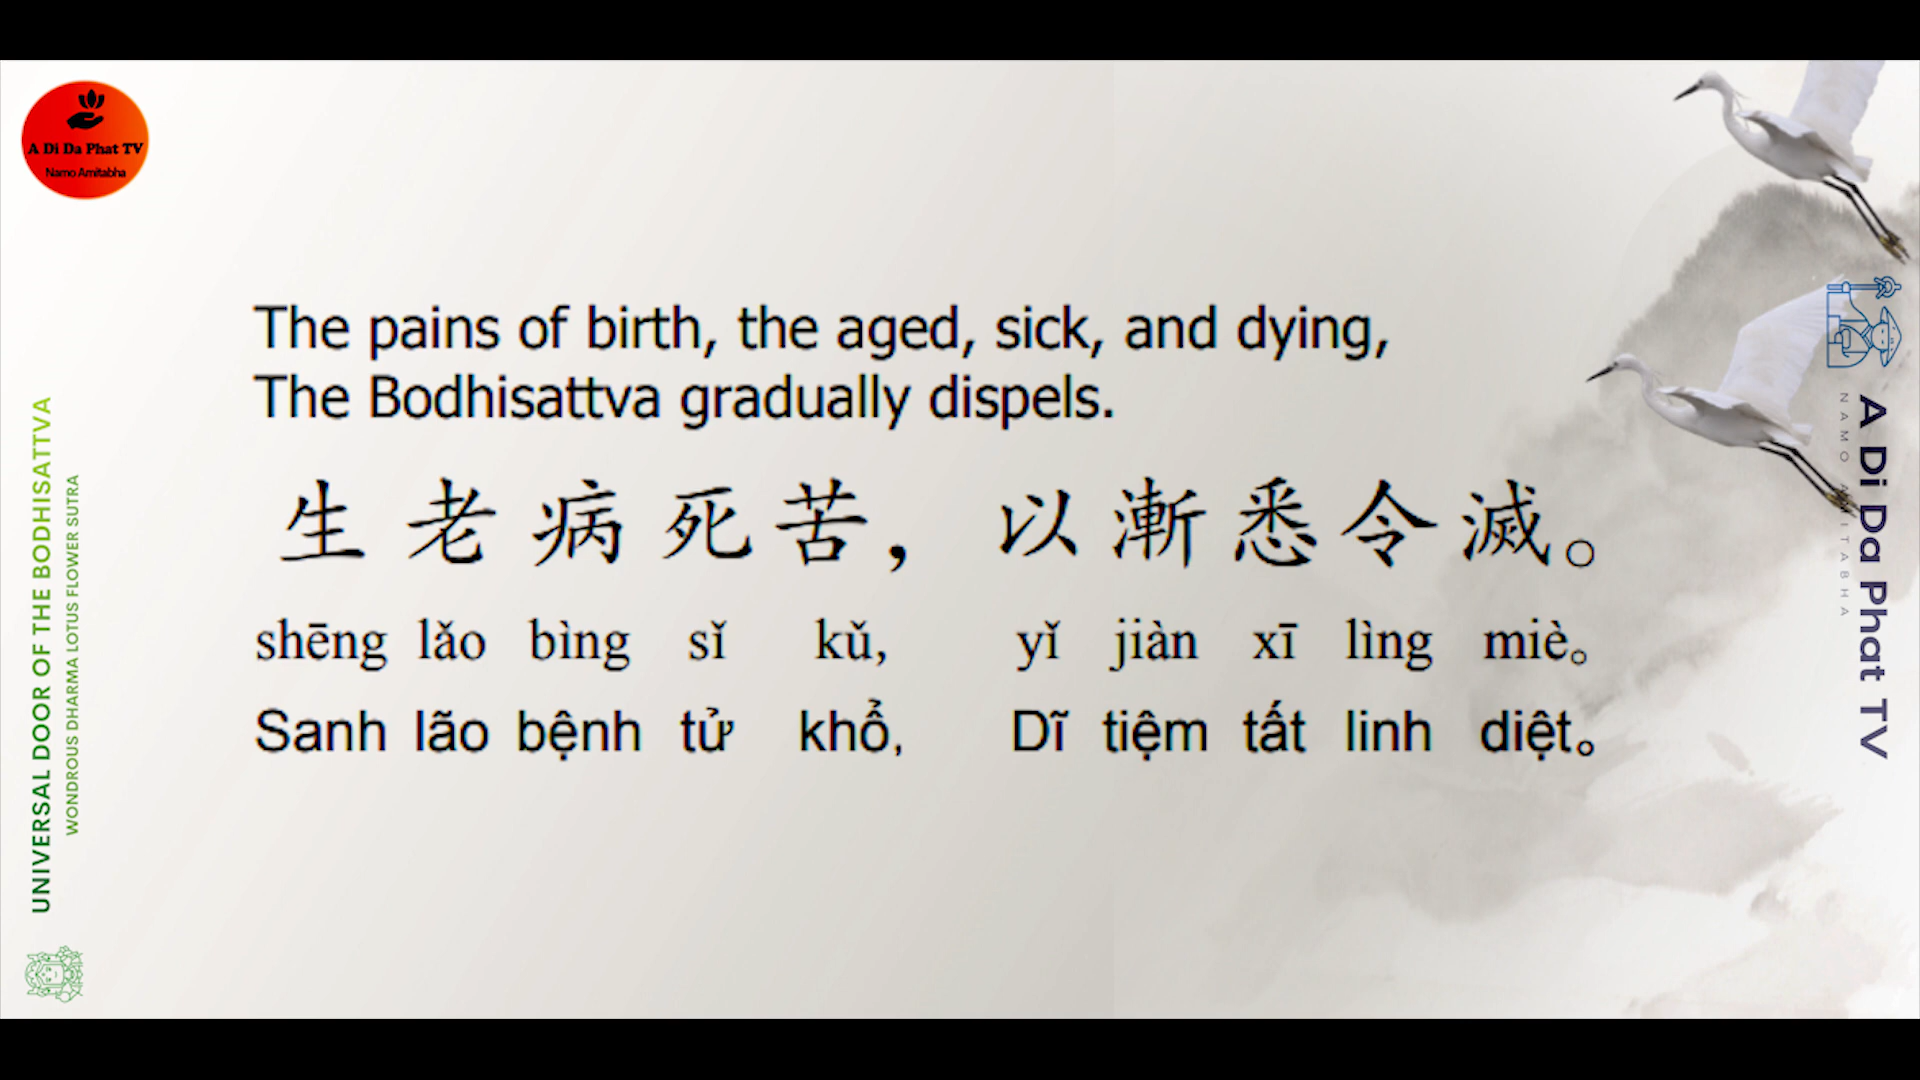 A Di Da Phat TV
Namo Amitabha
The pains of birth, the aged, sick, and dying,
The Bodhisattva gradually dispels.
生老病死苦，以漸悉令滅。
shēng lǎo bìng sǐ kǔ, yǐ jiàn xī lìng miè。
Sanh lão bệnh tử khổ, Dĩ tiệm tất linh diệt。
UNIVERSAL DOOR OF THE BODHISATTVA
WONDROUS DHARMA LOTUS FLOWER SUTRA
A Di Da Phat TV
NAMO AMITABHA